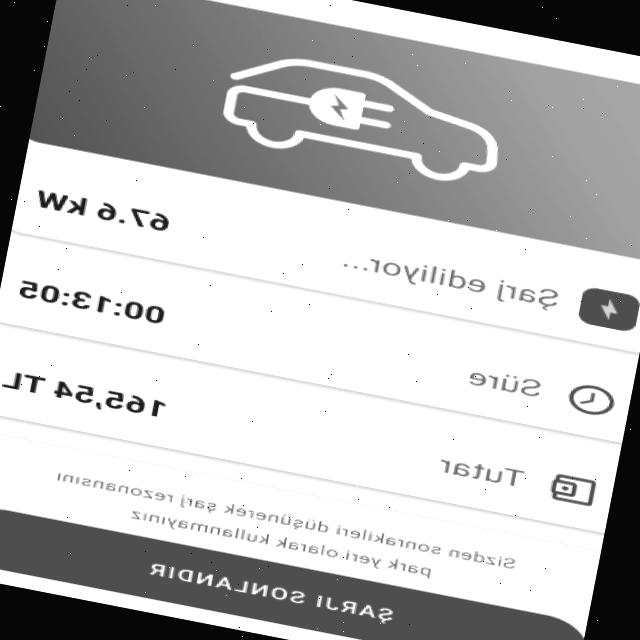 Şarj ediliyor... 67.6 kW
Süre 00:13:05
Tutar 165,54 TL
Sizden sonrakileri düşünerek şarj rezonansını
park yeri olarak kullanmayınız
ŞARJI SONLANDIR